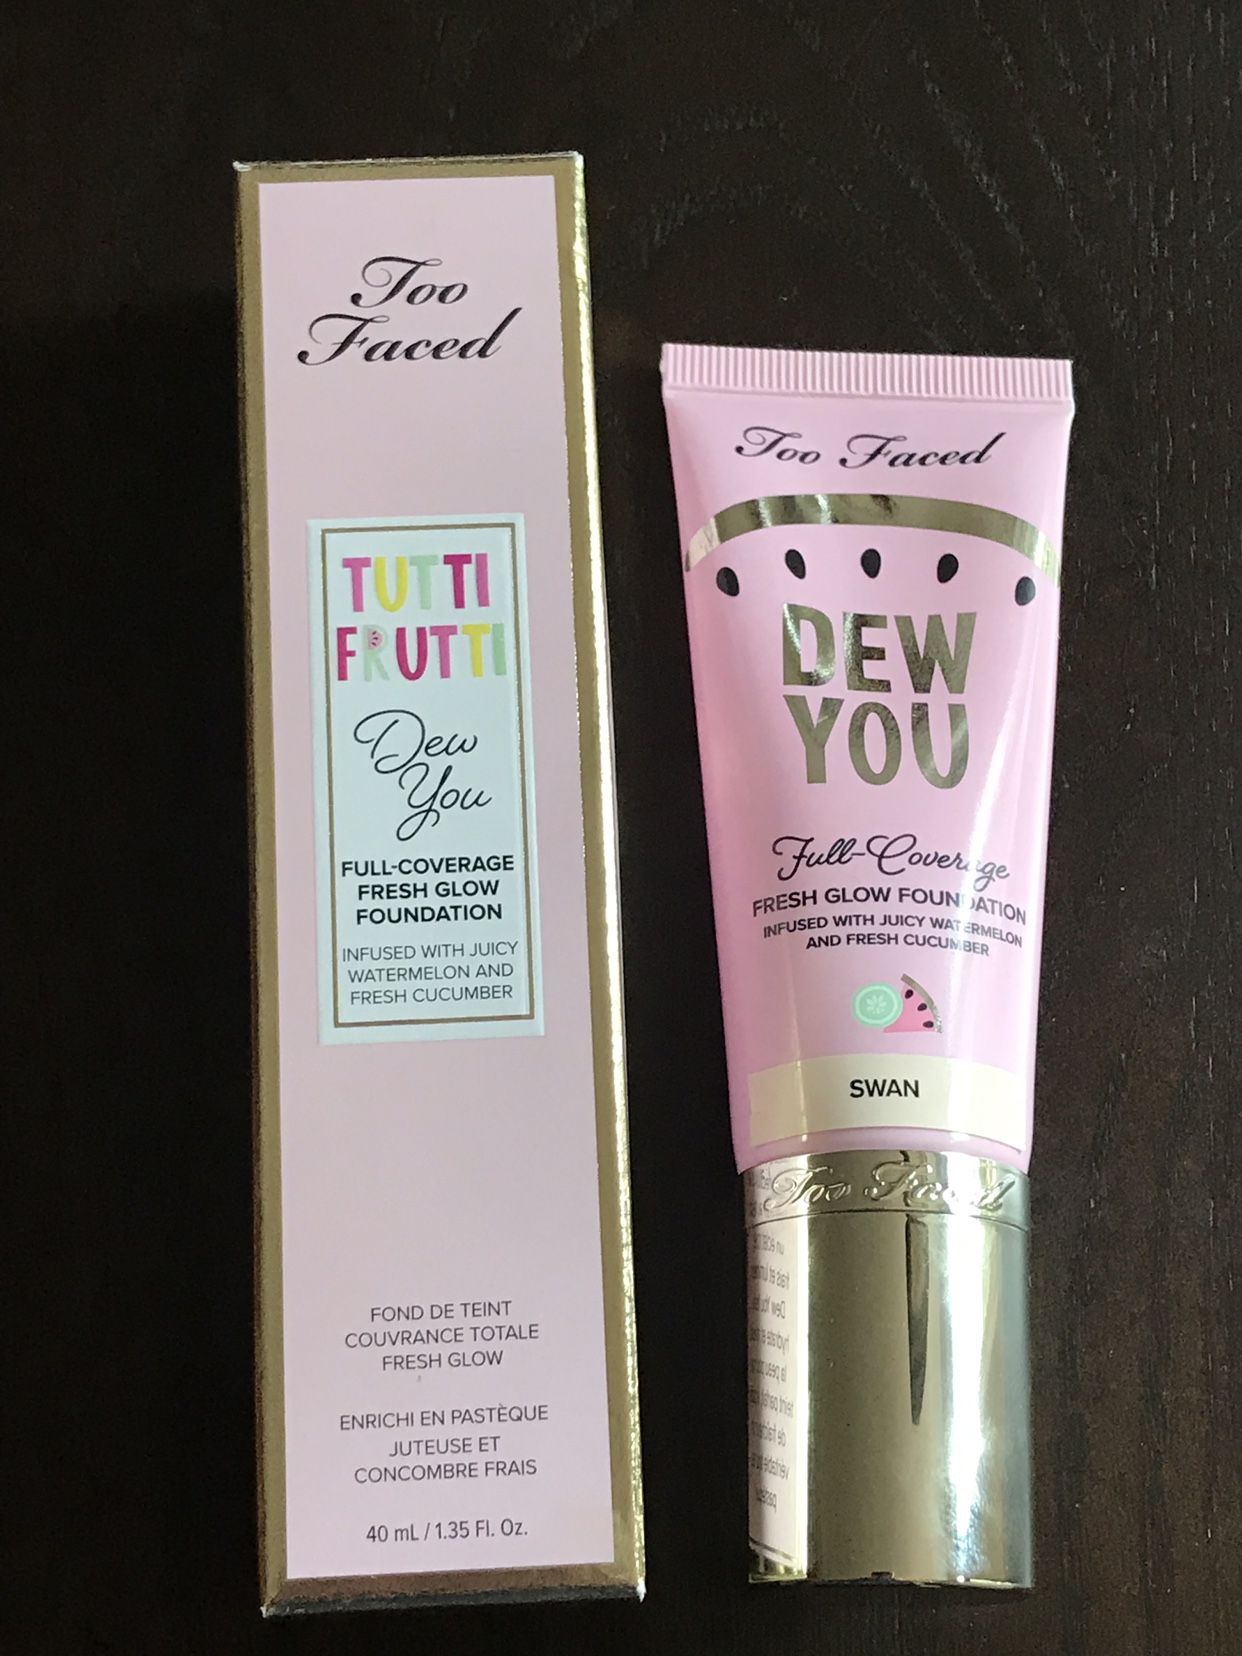 Too
Faced
TUTTI
FRUTTI
Dew
You
FULL-COVERAGE
FRESH GLOW
FOUNDATION
INFUSED WITH JUICY
WATERMELON AND
FRESH CUCUMBER
FOND DE TEINT
COUVRANCE TOTALE
FRESH GLOW
ENRICHI EN PASTÈQUE
JUTEUSE ET
CONCOMBRE FRAIS
40 mL / 1.35 Fl. Oz.
Too Faced
DEW
YOU
Full-Coverage
FRESH GLOW FOUNDATION
INFUSED WITH JUICY WATERMELON
AND FRESH CUCUMBER
SWAN
Too Faced